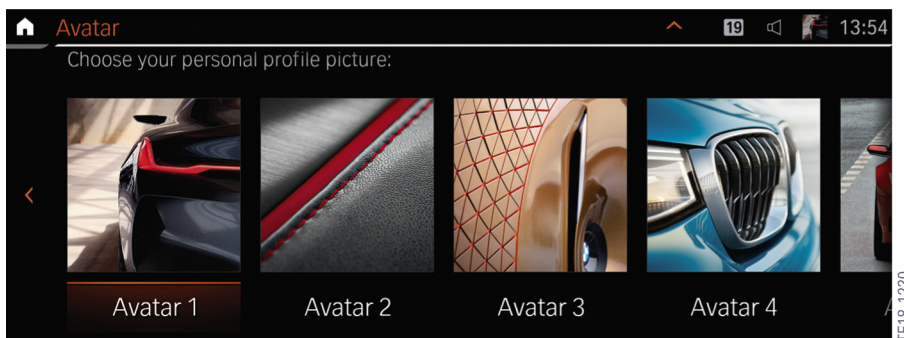 Avatar
19
13:54
Choose your personal profile picture:
Avatar 1
Avatar 2
Avatar 3
Avatar 4